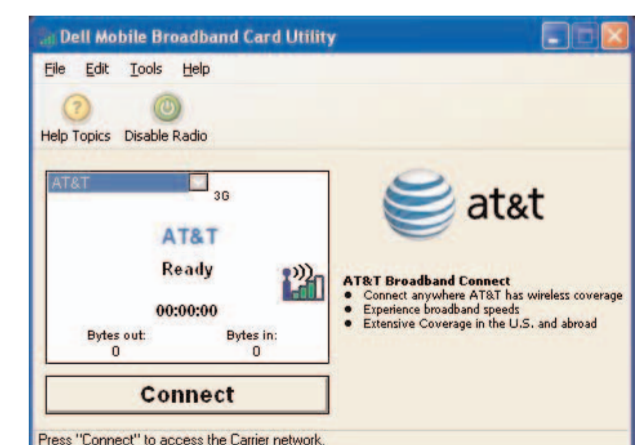 Dell Mobile Broadband Card Utility
File Edit Tools Help
Help Topics Disable Radio
AT&T
3G
AT&T
Ready
00:00:00
Bytes out: Bytes in:
0 0
Connect
at&t
AT&T Broadband Connect
• Connect anywhere AT&T has wireless coverage
• Experience broadband speeds
• Extensive Coverage in the U.S. and abroad
Press "Connect" to access the Carrier network.